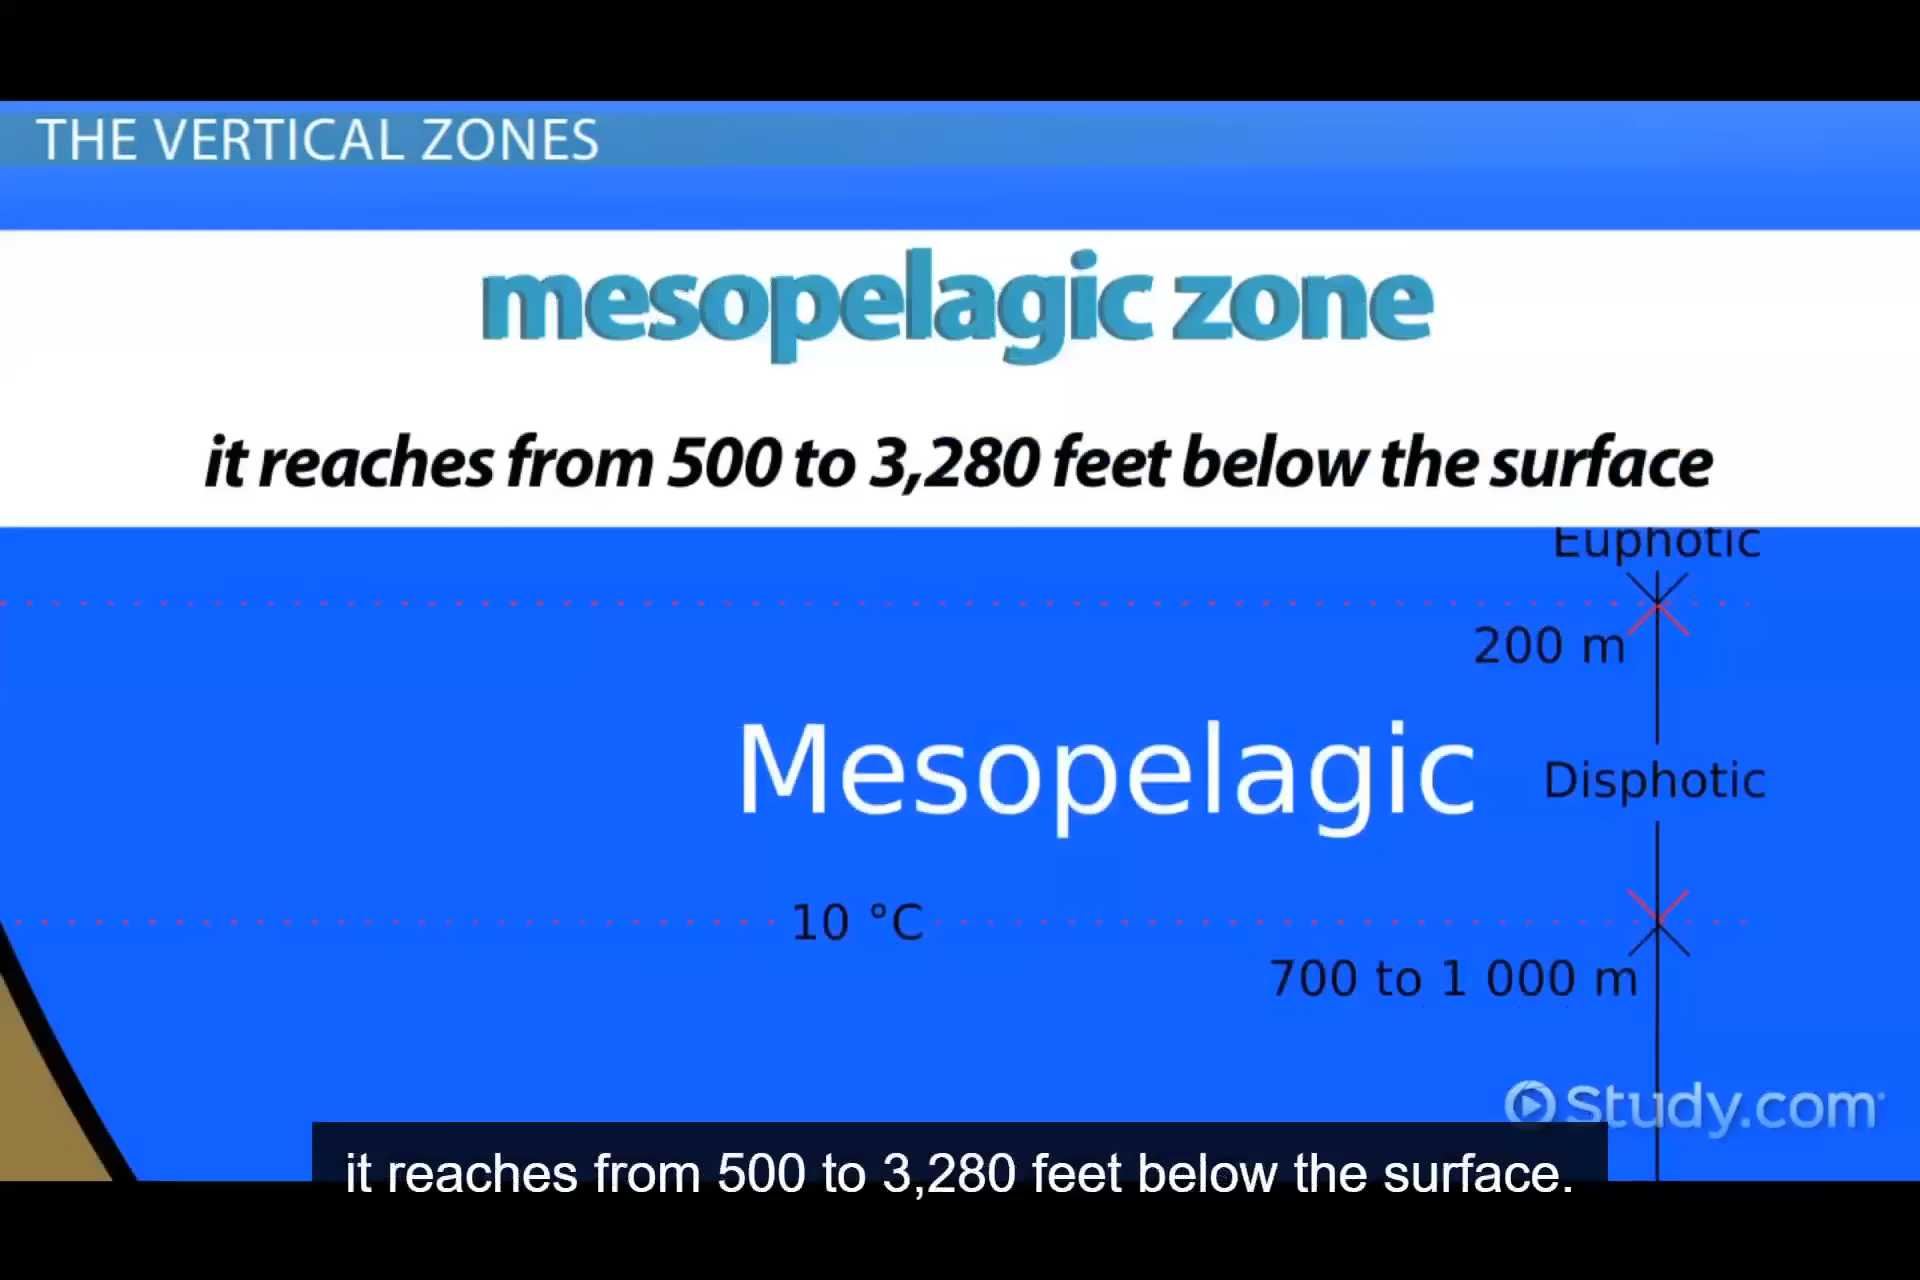 THE VERTICAL ZONES
mesopelagic zone
it reaches from 500 to 3,280 feet below the surface
Euphotic
200 m
Mesopelagic
Disphotic
10 °C
700 to 1 000 m
Study.com
it reaches from 500 to 3,280 feet below the surface.